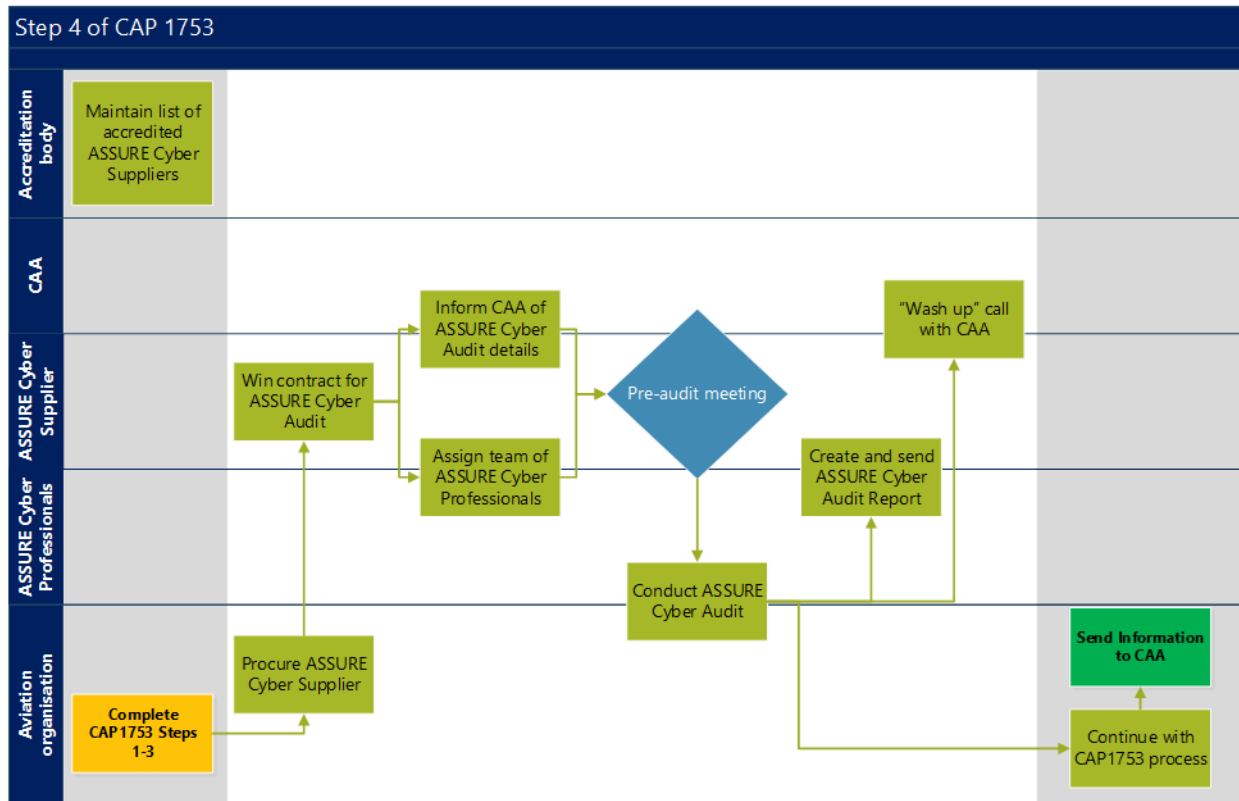 Step 4 of CAP 1753
Accreditation
body
Maintain list of
accredited
ASSURE Cyber
Suppliers
CAA
Inform CAA of
ASSURE Cyber
Audit details
"Wash up" call
with CAA
ASSURE Cyber
Supplier
Win contract for
ASSURE Cyber
Audit
Pre-audit meeting
Assign team of
ASSURE Cyber
Professionals
Create and send
ASSURE Cyber
Audit Report
ASSURE Cyber
Professionals
Conduct ASSURE
Cyber Audit
Aviation
organisation
Complete
CAP1753 Steps
1-3
Procure ASSURE
Cyber Supplier
Send Information
to CAA
Continue with
CAP1753 process